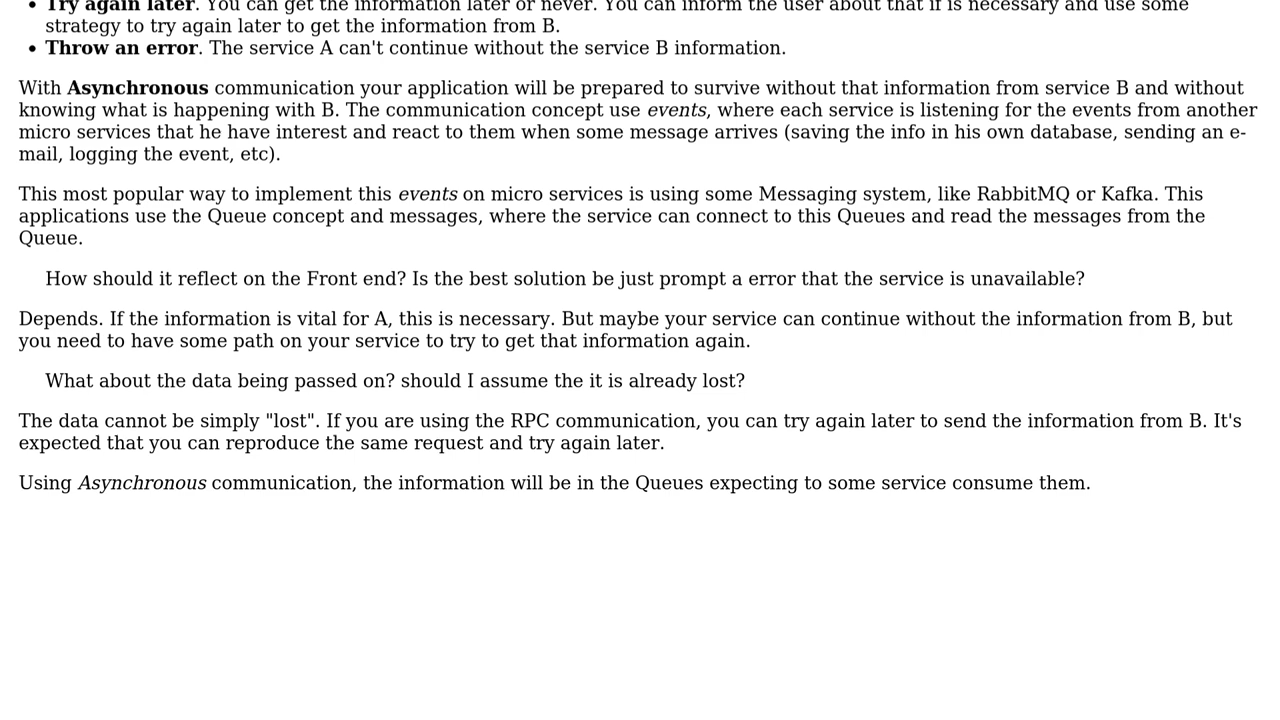 Try again later. You can get the information later or never. You can inform the user about that if is necessary and use some
strategy to try again later to get the information from B.
Throw an error. The service A can't continue without the service B information.
With Asynchronous communication your application will be prepared to survive without that information from service B and without
knowing what is happening with B. The communication concept use events, where each service is listening for the events from another
micro services that he have interest and react to them when some message arrives (saving the info in his own database, sending an e-
mail, logging the event, etc).
This most popular way to implement this events on micro services is using some Messaging system, like RabbitMQ or Kafka. This
applications use the Queue concept and messages, where the service can connect to this Queues and read the messages from the
Queue.
How should it reflect on the Front end? Is the best solution be just prompt a error that the service is unavailable?
Depends. If the information is vital for A, this is necessary. But maybe your service can continue without the information from B, but
you need to have some path on your service to try to get that information again.
What about the data being passed on? should I assume the it is already lost?
The data cannot be simply "lost". If you are using the RPC communication, you can try again later to send the information from B. It's
expected that you can reproduce the same request and try again later.
Using Asynchronous communication, the information will be in the Queues expecting to some service consume them.